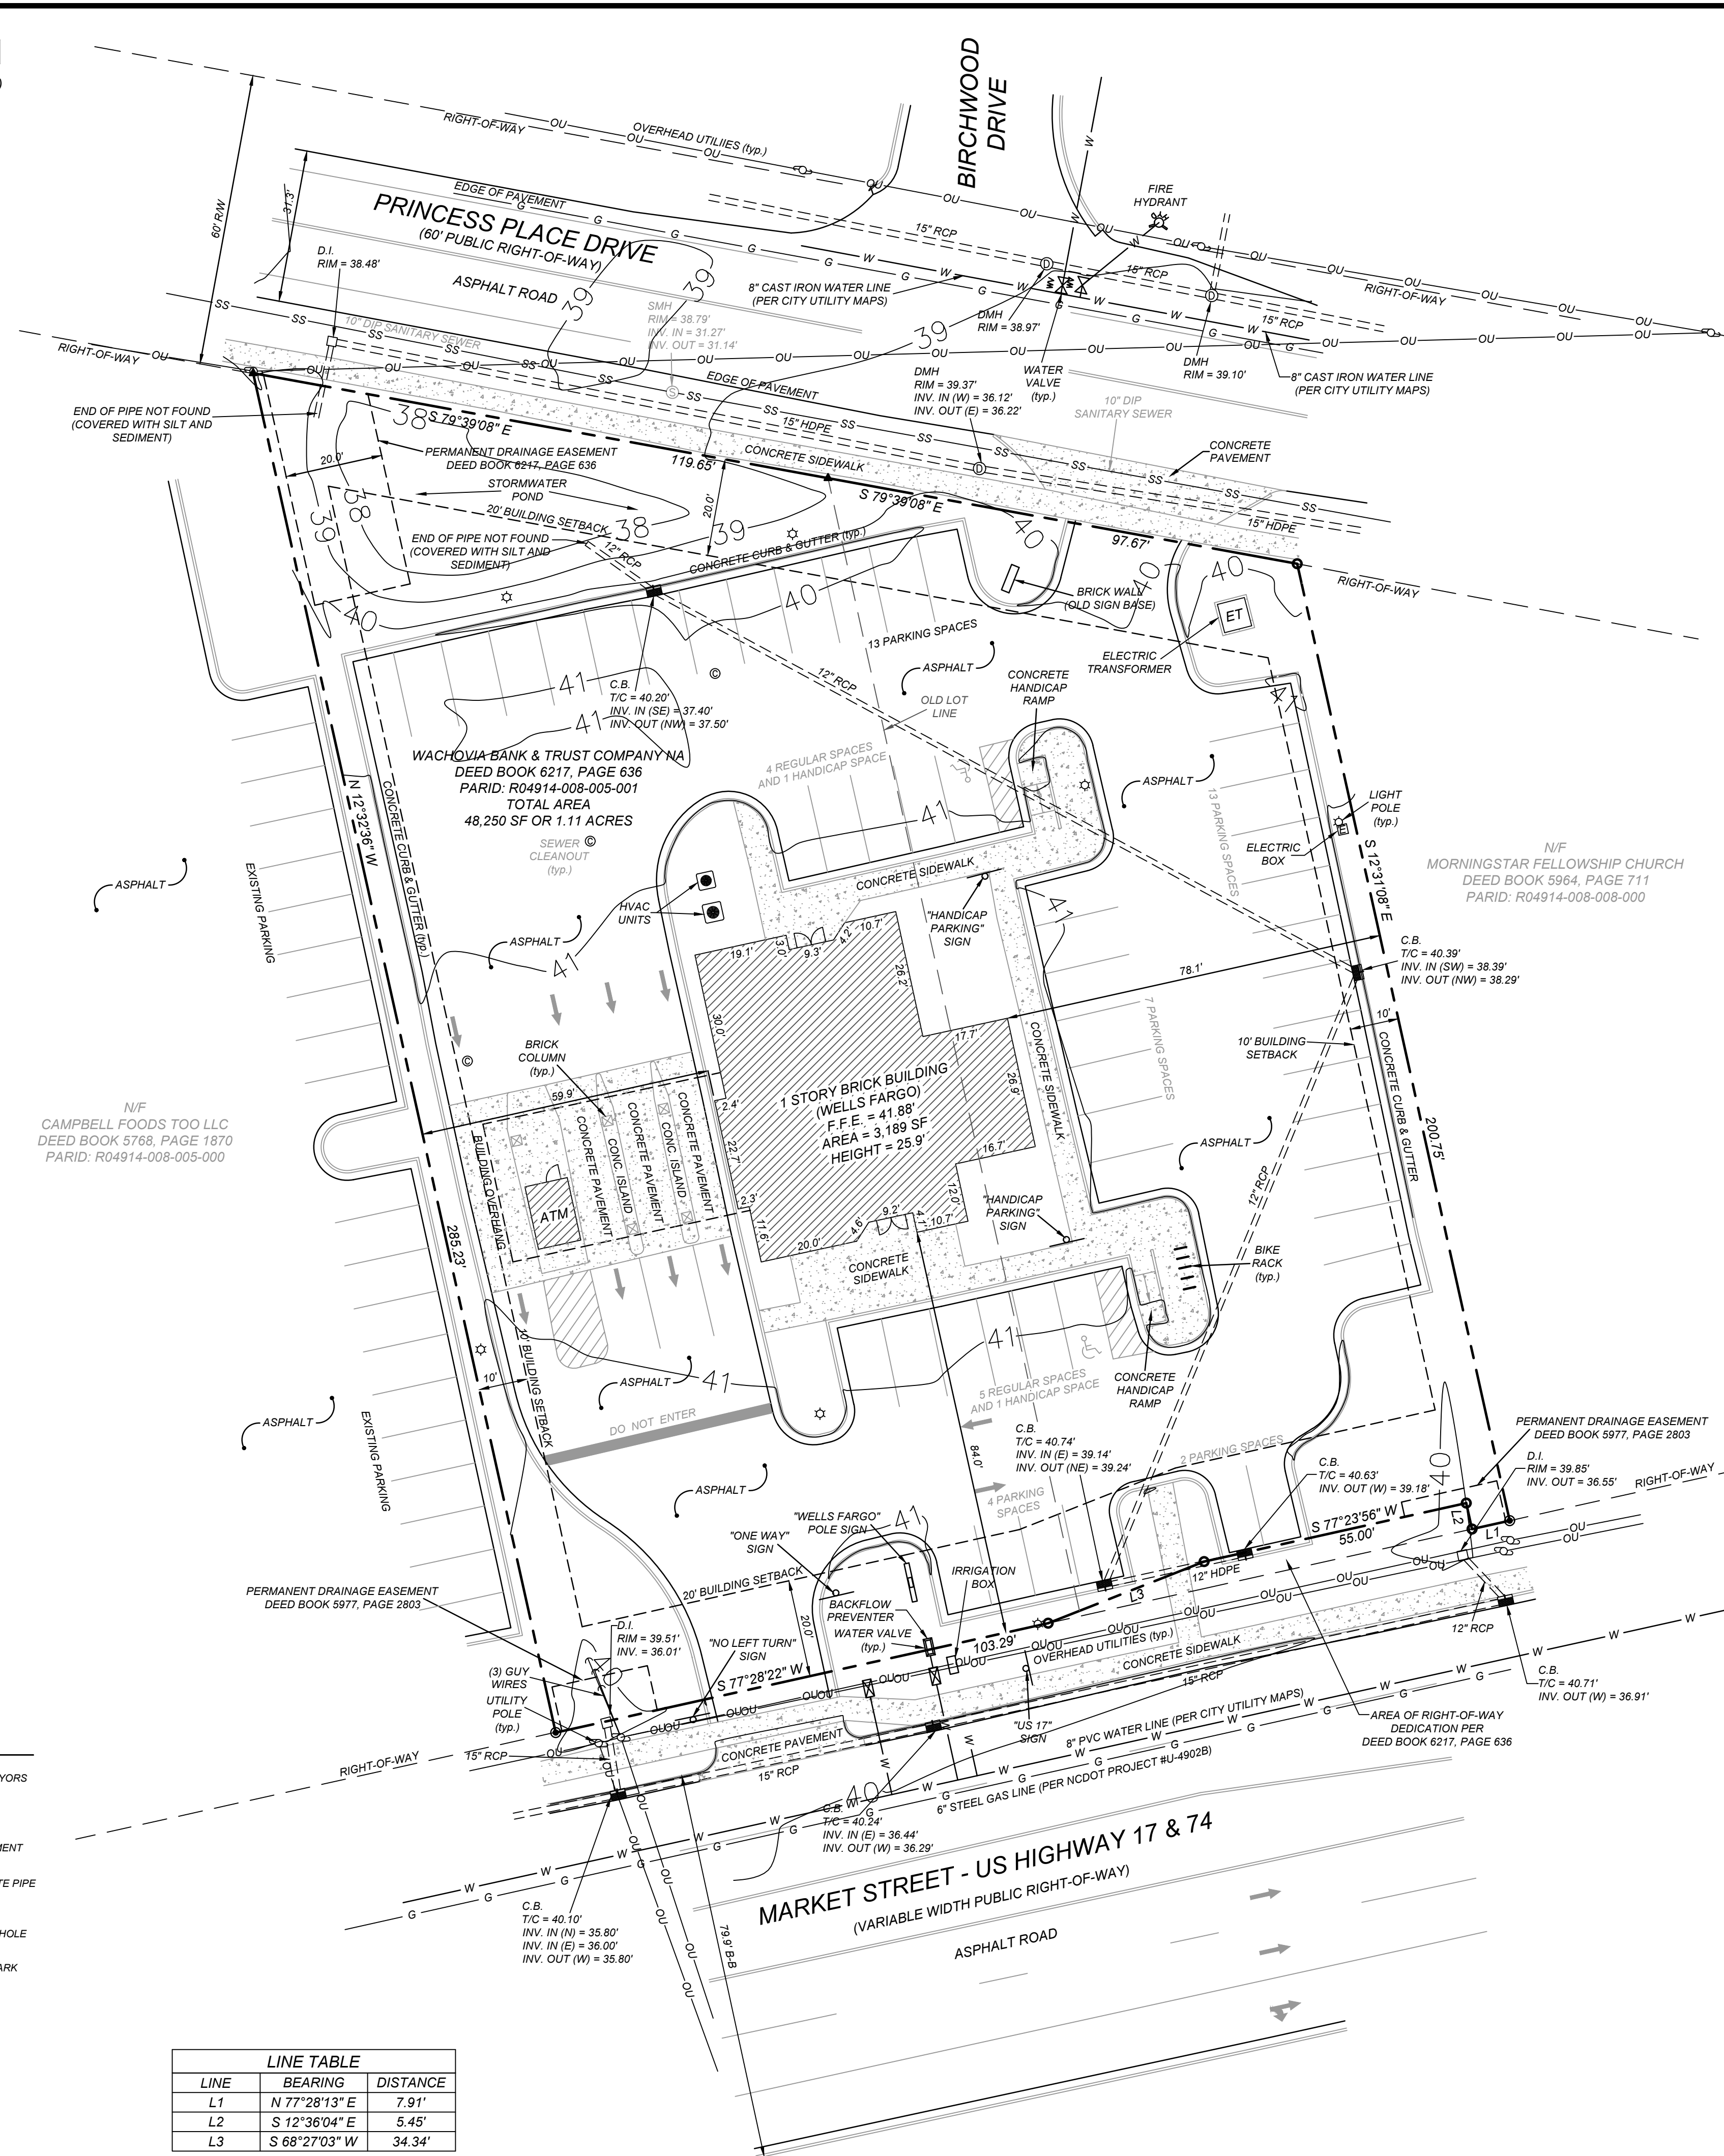 BIRCHWOOD
DRIVE
RIGHT-OF-WAY
OVERHEAD UTILIIES (typ.)
60' R/W
31.3'
EDGE OF PAVEMENT
PRINCESS PLACE DRIVE
(60' PUBLIC RIGHT-OF-WAY)
ASPHALT ROAD
FIRE
HYDRANT
15" RCP
15" RCP
15" RCP
RIGHT-OF-WAY
D.I.
RIM = 38.48'
10" DIP SANITARY SEWER
SMH
RIM = 38.79'
INV. IN = 31.27'
INV. OUT = 31.14'
8" CAST IRON WATER LINE
(PER CITY UTILITY MAPS)
DMH
RIM = 38.97'
DMH
RIM = 39.37'
INV. IN (W) = 36.12'
INV. OUT (E) = 36.22'
WATER
VALVE
(typ.)
DMH
RIM = 39.10'
8" CAST IRON WATER LINE
(PER CITY UTILITY MAPS)
10" DIP
SANITARY SEWER
RIGHT-OF-WAY
EDGE OF PAVEMENT
END OF PIPE NOT FOUND
(COVERED WITH SILT AND
SEDIMENT)
S 79°39'08" E
119.65'
15" HDPE
CONCRETE SIDEWALK
CONCRETE
PAVEMENT
PERMANENT DRAINAGE EASEMENT
DEED BOOK 6217, PAGE 636
20.0'
STORMWATER
POND
20' BUILDING SETBACK
20.0'
S 79°39'08" E
97.67'
15" HDPE
RIGHT-OF-WAY
END OF PIPE NOT FOUND
(COVERED WITH SILT AND
SEDIMENT)
12" RCP
CONCRETE CURB & GUTTER (typ.)
39
39
39
38
38
38
39
39
40
40
40
40
40
BRICK WALL
(OLD SIGN BASE)
ET
ELECTRIC
TRANSFORMER
13 PARKING SPACES
ASPHALT
12" RCP
OLD LOT
LINE
CONCRETE
HANDICAP
RAMP
41
41
41
C.B.
T/C = 40.20'
INV. IN (SE) = 37.40'
INV. OUT (NW) = 37.50'
WACHOVIA BANK & TRUST COMPANY NA
DEED BOOK 6217, PAGE 636
PARID: R04914-008-005-001
TOTAL AREA
48,250 SF OR 1.11 ACRES
SEWER
CLEANOUT
(typ.)
4 REGULAR SPACES
AND 1 HANDICAP SPACE
ASPHALT
13 PARKING SPACES
LIGHT
POLE
(typ.)
ELECTRIC
BOX
E
S 12°31'08" E
200.75'
N/F
MORNINGSTAR FELLOWSHIP CHURCH
DEED BOOK 5964, PAGE 711
PARID: R04914-008-008-000
N 12°32'36" W
285.23'
CONCRETE CURB & GUTTER (typ.)
EXISTING PARKING
ASPHALT
ASPHALT
HVAC
UNITS
41
41
41
CONCRETE SIDEWALK
"HANDICAP
PARKING"
SIGN
C.B.
T/C = 40.39'
INV. IN (SW) = 38.39'
INV. OUT (NW) = 38.29'
78.1'
10'
10' BUILDING
SETBACK
CONCRETE CURB & GUTTER
7 PARKING SPACES
CONCRETE SIDEWALK
19.1'
3.0'
9.3'
4.2'
10.7'
26.2'
17.7'
26.9'
16.7'
12.0'
10.7'
4.1'
9.2'
4.6'
20.0'
11.6'
2.3'
22.7'
2.4'
30.0'
1 STORY BRICK BUILDING
(WELLS FARGO)
F.F.E. = 41.88'
AREA = 3,189 SF
HEIGHT = 25.9'
BRICK
COLUMN
(typ.)
59.9'
BUILDING OVERHANG
CONCRETE PAVEMENT
CONC. ISLAND
CONCRETE PAVEMENT
CONC. ISLAND
CONCRETE PAVEMENT
ATM
N/F
CAMPBELL FOODS TOO LLC
DEED BOOK 5768, PAGE 1870
PARID: R04914-008-005-000
ASPHALT
12" RCP
"HANDICAP
PARKING"
SIGN
CONCRETE
SIDEWALK
BIKE
RACK
(typ.)
10' BUILDING SETBACK
10'
ASPHALT
41
41
DO NOT ENTER
5 REGULAR SPACES
AND 1 HANDICAP SPACE
CONCRETE
HANDICAP
RAMP
ASPHALT
EXISTING PARKING
84.0'
C.B.
T/C = 40.74'
INV. IN (E) = 39.14'
INV. OUT (NE) = 39.24'
2 PARKING SPACES
4 PARKING
SPACES
C.B.
T/C = 40.63'
INV. OUT (W) = 39.18'
40
PERMANENT DRAINAGE EASEMENT
DEED BOOK 5977, PAGE 2803
D.I.
RIM = 39.85'
INV. OUT = 36.55'
RIGHT-OF-WAY
S 77°23'56" W
55.00'
L2
L1
ASPHALT
"WELLS FARGO"
POLE SIGN
41
"ONE WAY"
SIGN
20' BUILDING SETBACK
20.0'
IRRIGATION
BOX
BACKFLOW
PREVENTER
WATER VALVE
(typ.)
12" HDPE
L3
PERMANENT DRAINAGE EASEMENT
DEED BOOK 5977, PAGE 2803
D.I.
RIM = 39.51'
INV. = 36.01'
"NO LEFT TURN"
SIGN
S 77°28'22" W
103.29'
OVERHEAD UTILITIES (typ.)
CONCRETE SIDEWALK
15" RCP
12" RCP
(3) GUY
WIRES
UTILITY
POLE
(typ.)
40
RIGHT-OF-WAY
15" RCP
CONCRETE PAVEMENT
15" RCP
"US 17"
SIGN
8" PVC WATER LINE (PER CITY UTILITY MAPS)
6" STEEL GAS LINE (PER NCDOT PROJECT #U-4902B)
C.B.
T/C = 40.71'
INV. OUT (W) = 36.91'
AREA OF RIGHT-OF-WAY
DEDICATION PER
DEED BOOK 6217, PAGE 636
40
C.B.
T/C = 40.24'
INV. IN (E) = 36.44'
INV. OUT (W) = 36.29'
C.B.
T/C = 40.10'
INV. IN (N) = 35.80'
INV. IN (E) = 36.00'
INV. OUT (W) = 35.80'
79.9' B-B
MARKET STREET - US HIGHWAY 17 & 74
(VARIABLE WIDTH PUBLIC RIGHT-OF-WAY)
ASPHALT ROAD
YORS
MENT
TE PIPE
HOLE
ARK
LINE TABLE
LINE BEARING DISTANCE
L1 N 77°28'13" E 7.91'
L2 S 12°36'04" E 5.45'
L3 S 68°27'03" W 34.34'